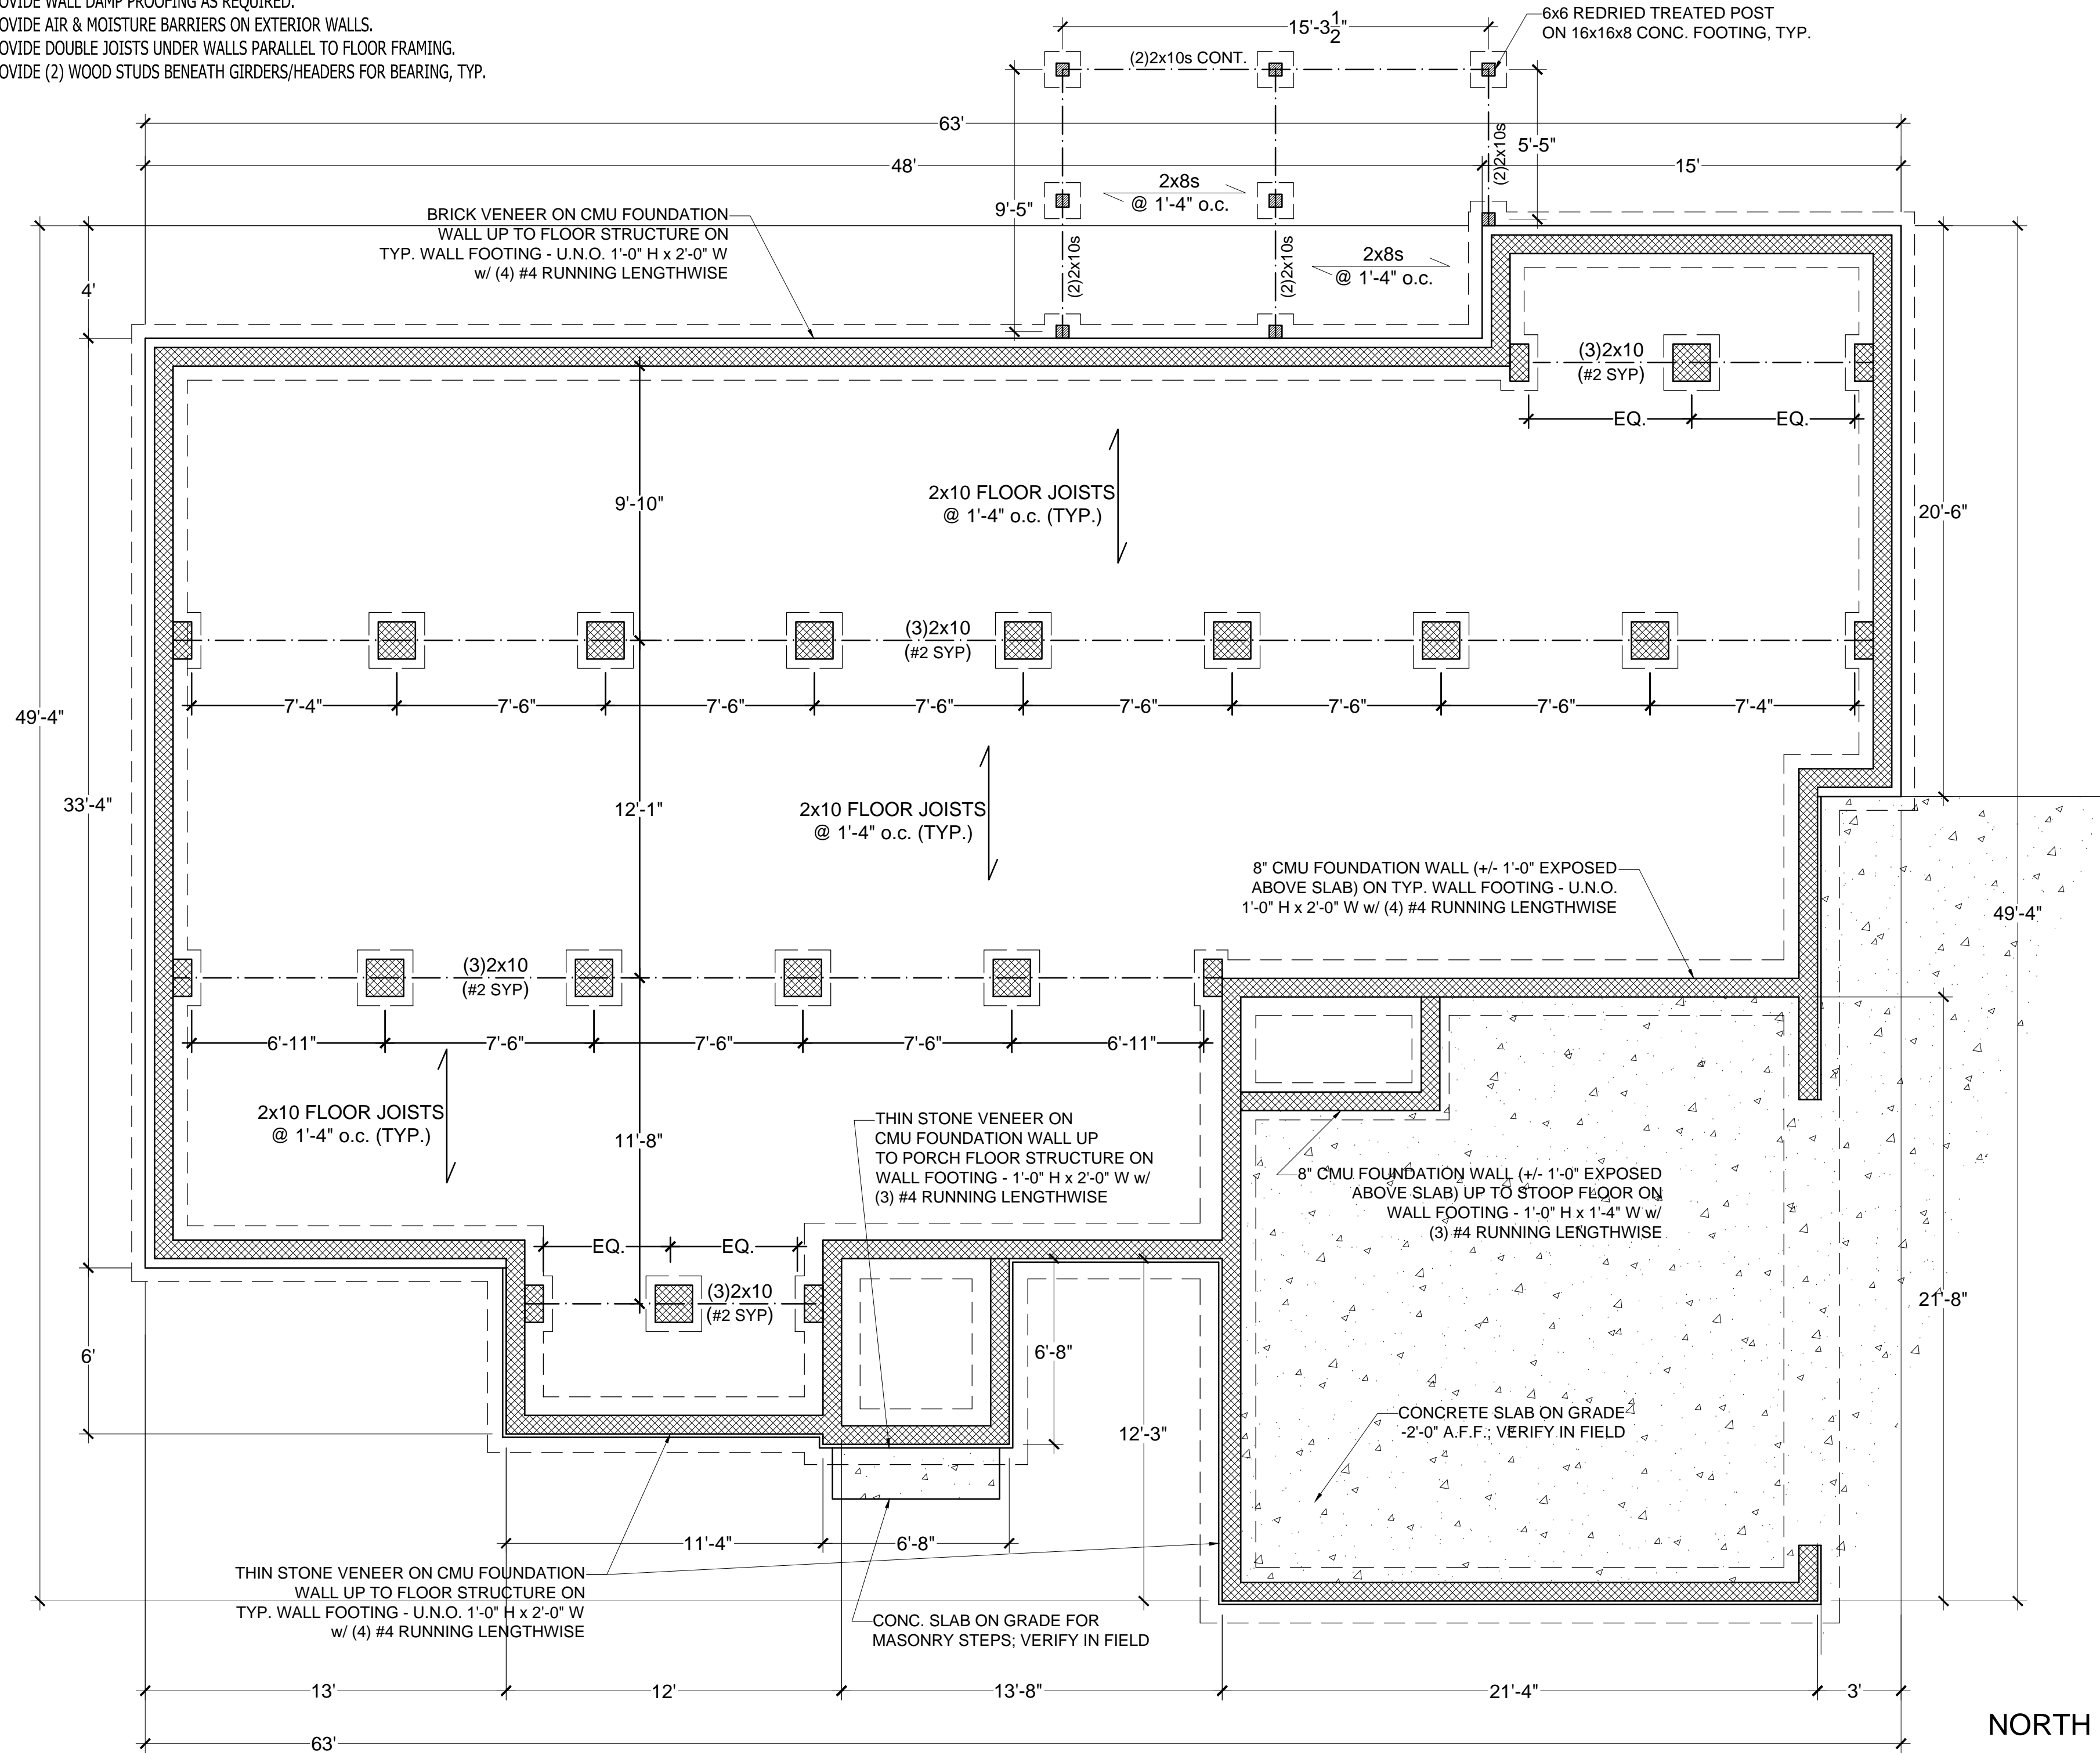 OVIDE WALL DAMP PROOFING AS REQUIRED.
OVIDE AIR & MOISTURE BARRIERS ON EXTERIOR WALLS.
OVIDE DOUBLE JOISTS UNDER WALLS PARALLEL TO FLOOR FRAMING.
OVIDE (2) WOOD STUDS BENEATH GIRDERS/HEADERS FOR BEARING, TYP.
15'-3 1/2"
6x6 REDRIED TREATED POST
ON 16x16x8 CONC. FOOTING, TYP.
(2)2x10s CONT.
63'
48'
15'
5'-5"
(2)2x10s
9'-5"
2x8s
@ 1'-4" o.c.
(2)2x10s
(2)2x10s
2x8s
@ 1'-4" o.c.
BRICK VENEER ON CMU FOUNDATION
WALL UP TO FLOOR STRUCTURE ON
TYP. WALL FOOTING - U.N.O. 1'-0" H x 2'-0" W
w/ (4) #4 RUNNING LENGTHWISE
4'
(3)2x10
(#2 SYP)
EQ.
EQ.
9'-10"
2x10 FLOOR JOISTS
@ 1'-4" o.c. (TYP.)
20'-6"
(3)2x10
(#2 SYP)
7'-4"
7'-6"
7'-6"
7'-6"
7'-6"
7'-6"
7'-6"
7'-4"
49'-4"
33'-4"
12'-1"
2x10 FLOOR JOISTS
@ 1'-4" o.c. (TYP.)
8" CMU FOUNDATION WALL (+/- 1'-0" EXPOSED
ABOVE SLAB) ON TYP. WALL FOOTING - U.N.O.
1'-0" H x 2'-0" W w/ (4) #4 RUNNING LENGTHWISE
49'-4"
(3)2x10
(#2 SYP)
6'-11"
7'-6"
7'-6"
7'-6"
6'-11"
2x10 FLOOR JOISTS
@ 1'-4" o.c. (TYP.)
11'-8"
THIN STONE VENEER ON
CMU FOUNDATION WALL UP
TO PORCH FLOOR STRUCTURE ON
WALL FOOTING - 1'-0" H x 2'-0" W w/
(3) #4 RUNNING LENGTHWISE
8" CMU FOUNDATION WALL (+/- 1'-0" EXPOSED
ABOVE SLAB) UP TO STOOP FLOOR ON
WALL FOOTING - 1'-0" H x 1'-4" W w/
(3) #4 RUNNING LENGTHWISE
EQ.
EQ.
(3)2x10
(#2 SYP)
21'-8"
6'
6'-8"
12'-3"
CONCRETE SLAB ON GRADE
-2'-0" A.F.F.; VERIFY IN FIELD
11'-4"
6'-8"
THIN STONE VENEER ON CMU FOUNDATION
WALL UP TO FLOOR STRUCTURE ON
TYP. WALL FOOTING - U.N.O. 1'-0" H x 2'-0" W
w/ (4) #4 RUNNING LENGTHWISE
CONC. SLAB ON GRADE FOR
MASONRY STEPS; VERIFY IN FIELD
13'
12'
13'-8"
21'-4"
3'
63'
NORTH